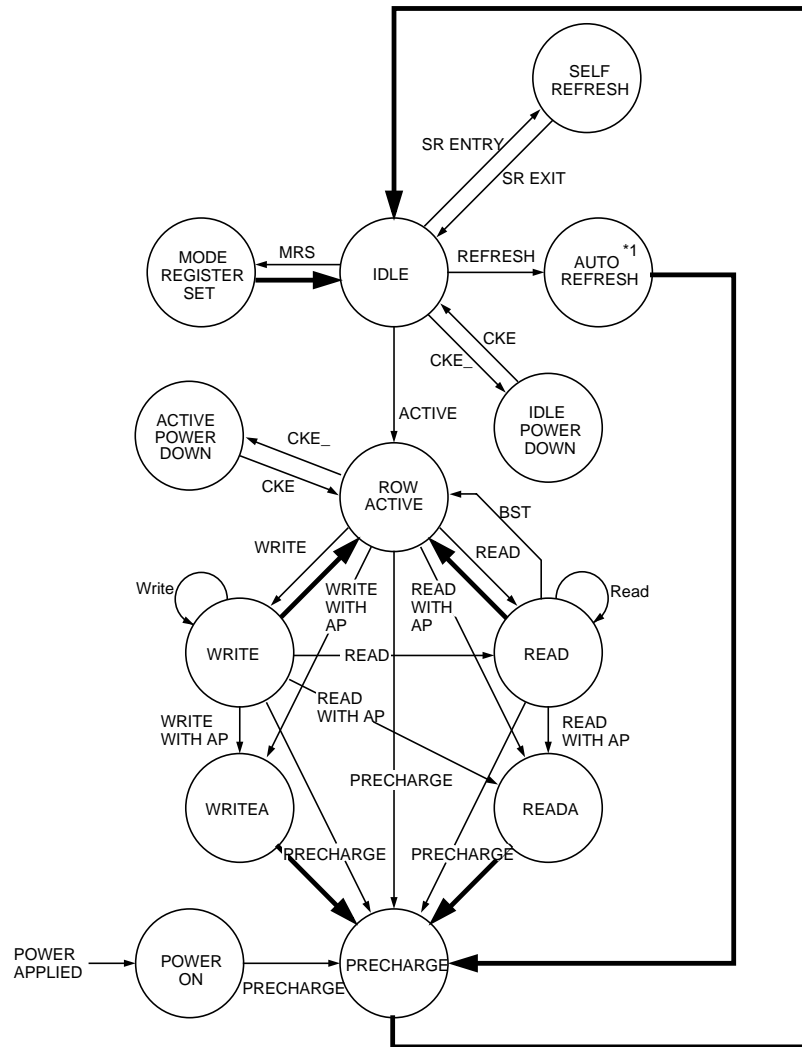 SELF
REFRESH
SR ENTRY
SR EXIT
MODE
REGISTER
SET
MRS
IDLE
REFRESH
AUTO *1
REFRESH
CKE
CKE_
IDLE
POWER
DOWN
ACTIVE
ACTIVE
POWER
DOWN
CKE_
CKE
ROW
ACTIVE
BST
WRITE
READ
Write
WRITE
WITH
AP
READ
WITH
AP
Read
WRITE
READ
READ
READ
WITH AP
WRITE
WITH AP
READ
WITH AP
PRECHARGE
WRITEA
READA
PRECHARGE
PRECHARGE
POWER
APPLIED
POWER
ON
PRECHARGE
PRECHARGE